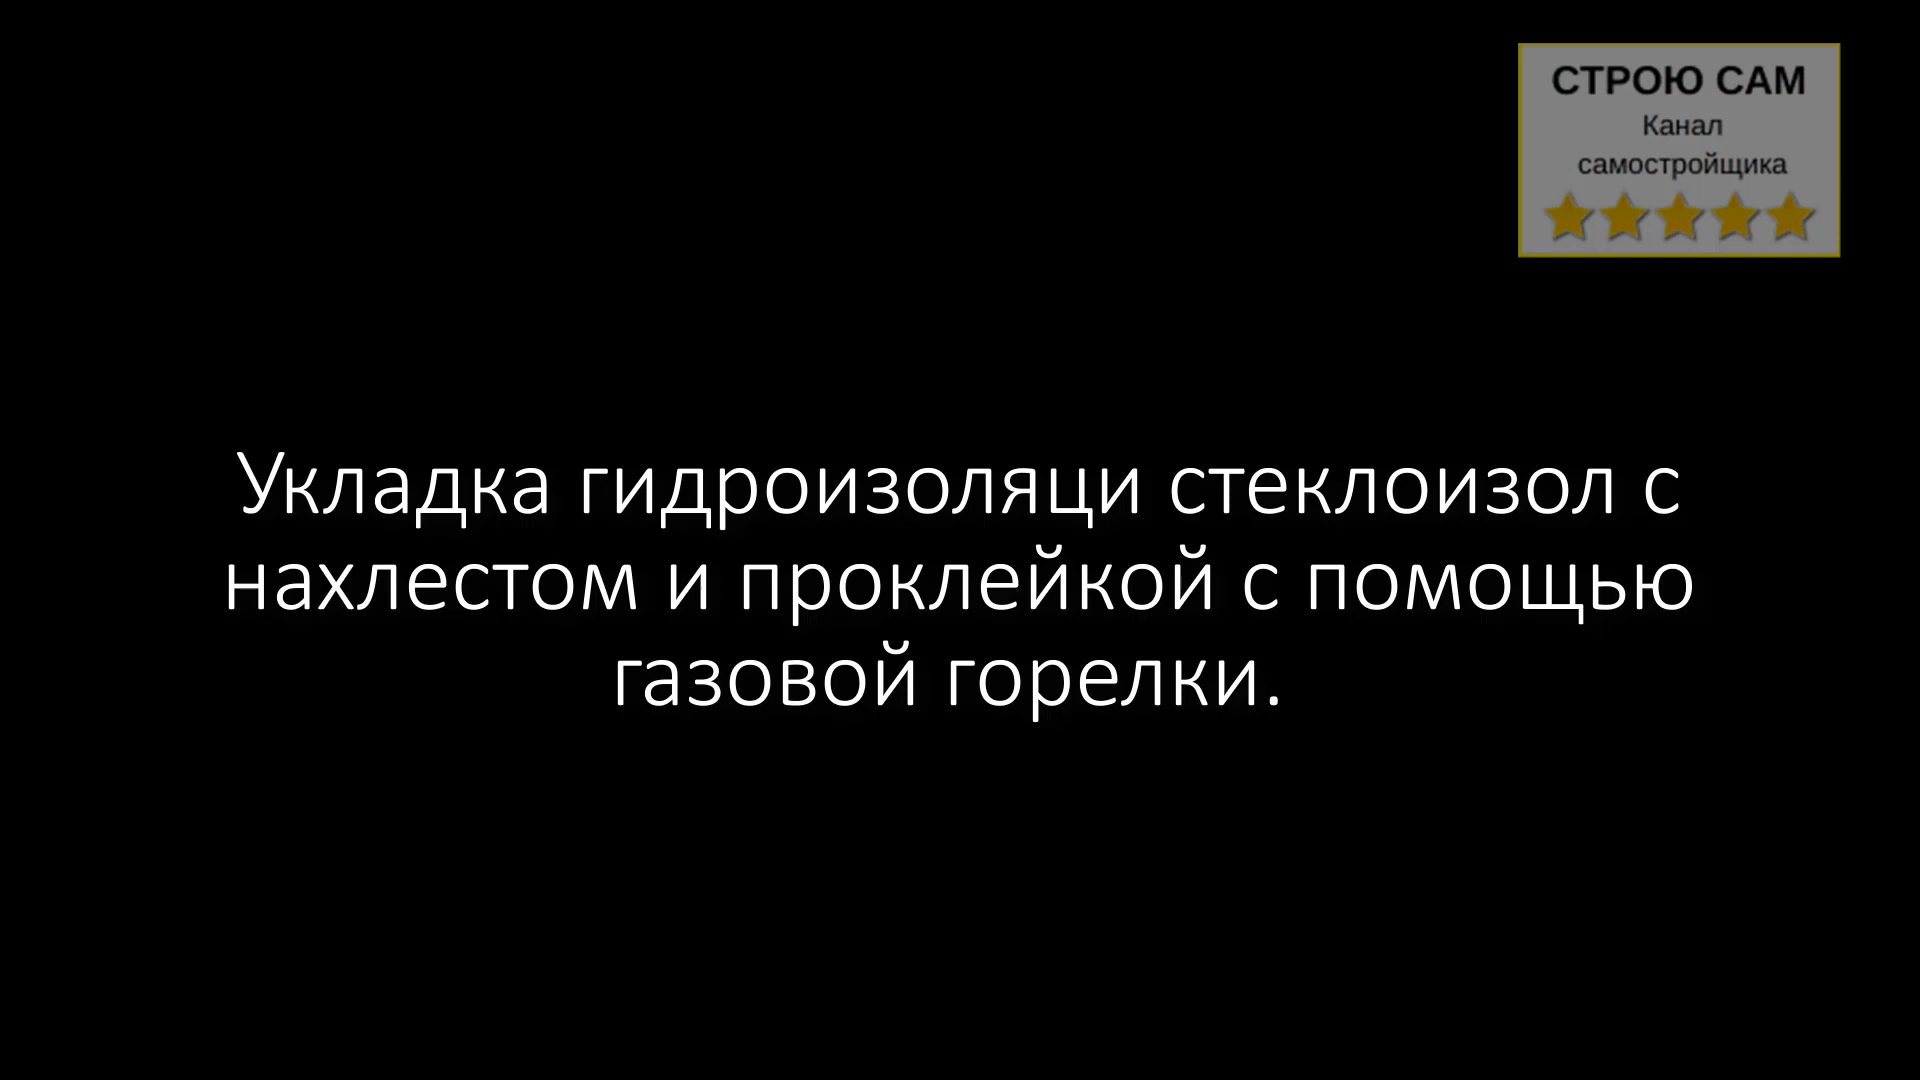 СТРОЮ САМ
Канал
самостройщика
Укладка гидроизоляци стеклоизол с
нахлестом и проклейкой с помощью
газовой горелки.